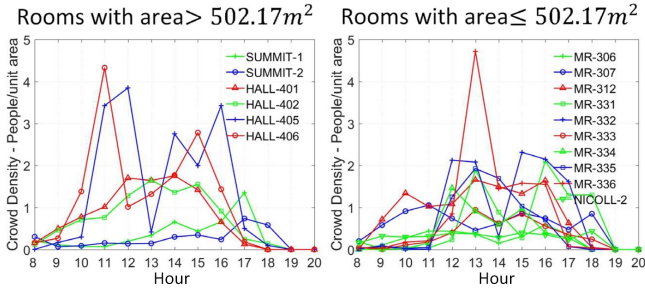 Rooms with area> 502.17m²
Crowd Density - People/unit area
5
4
3
2
1
0
8 9 10 11 12 13 14 15 16 17 18 19 20
Hour
SUMMIT-1
SUMMIT-2
HALL-401
HALL-402
HALL-405
HALL-406
Rooms with area≤ 502.17m²
Crowd Density - People/unit area
5
4
3
2
1
0
8 9 10 11 12 13 14 15 16 17 18 19 20
Hour
MR-306
MR-307
MR-312
MR-331
MR-332
MR-333
MR-334
MR-335
MR-336
NICOLL-2